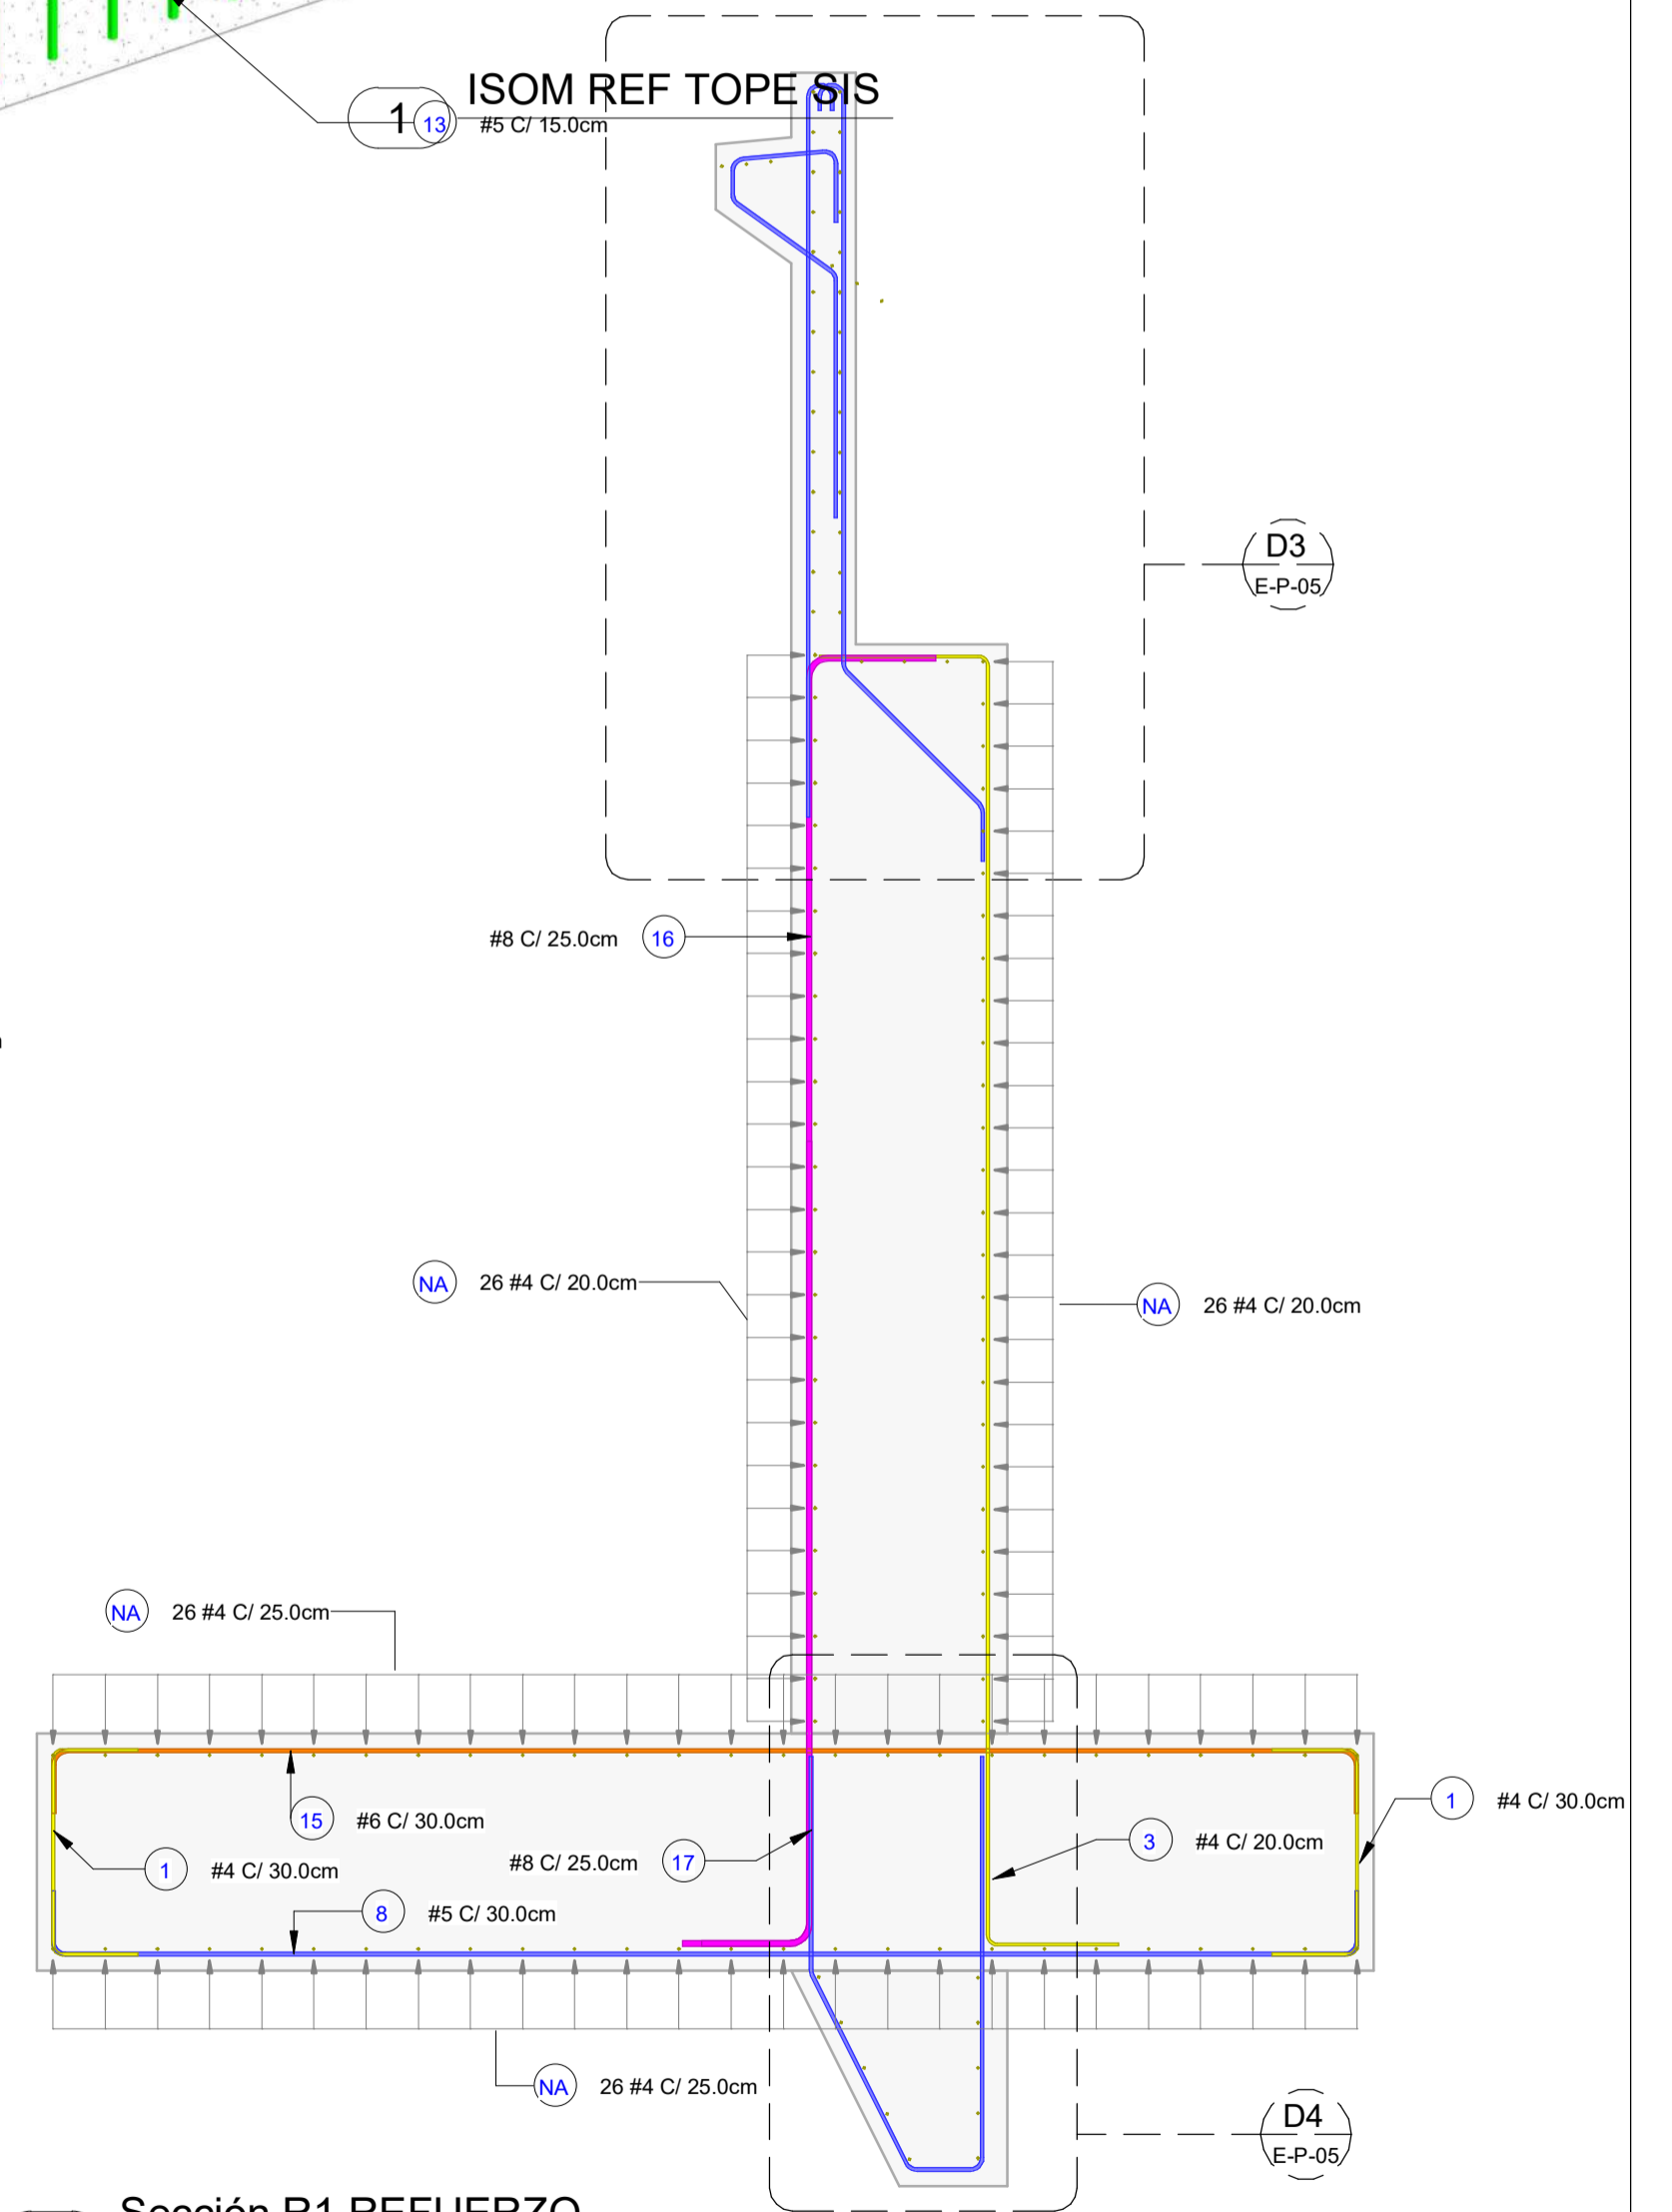 ISOM REF TOPE SIS
1
13 #5 C/ 15.0cm
D3
E-P-05
#8 C/ 25.0cm 16
NA 26 #4 C/ 20.0cm
NA 26 #4 C/ 20.0cm
NA 26 #4 C/ 25.0cm
1 #4 C/ 30.0cm
15 #6 C/ 30.0cm
3 #4 C/ 20.0cm
#8 C/ 25.0cm 17
1 #4 C/ 30.0cm
8 #5 C/ 30.0cm
NA 26 #4 C/ 25.0cm
D4
E-P-05
Sección R1 REFUERZO